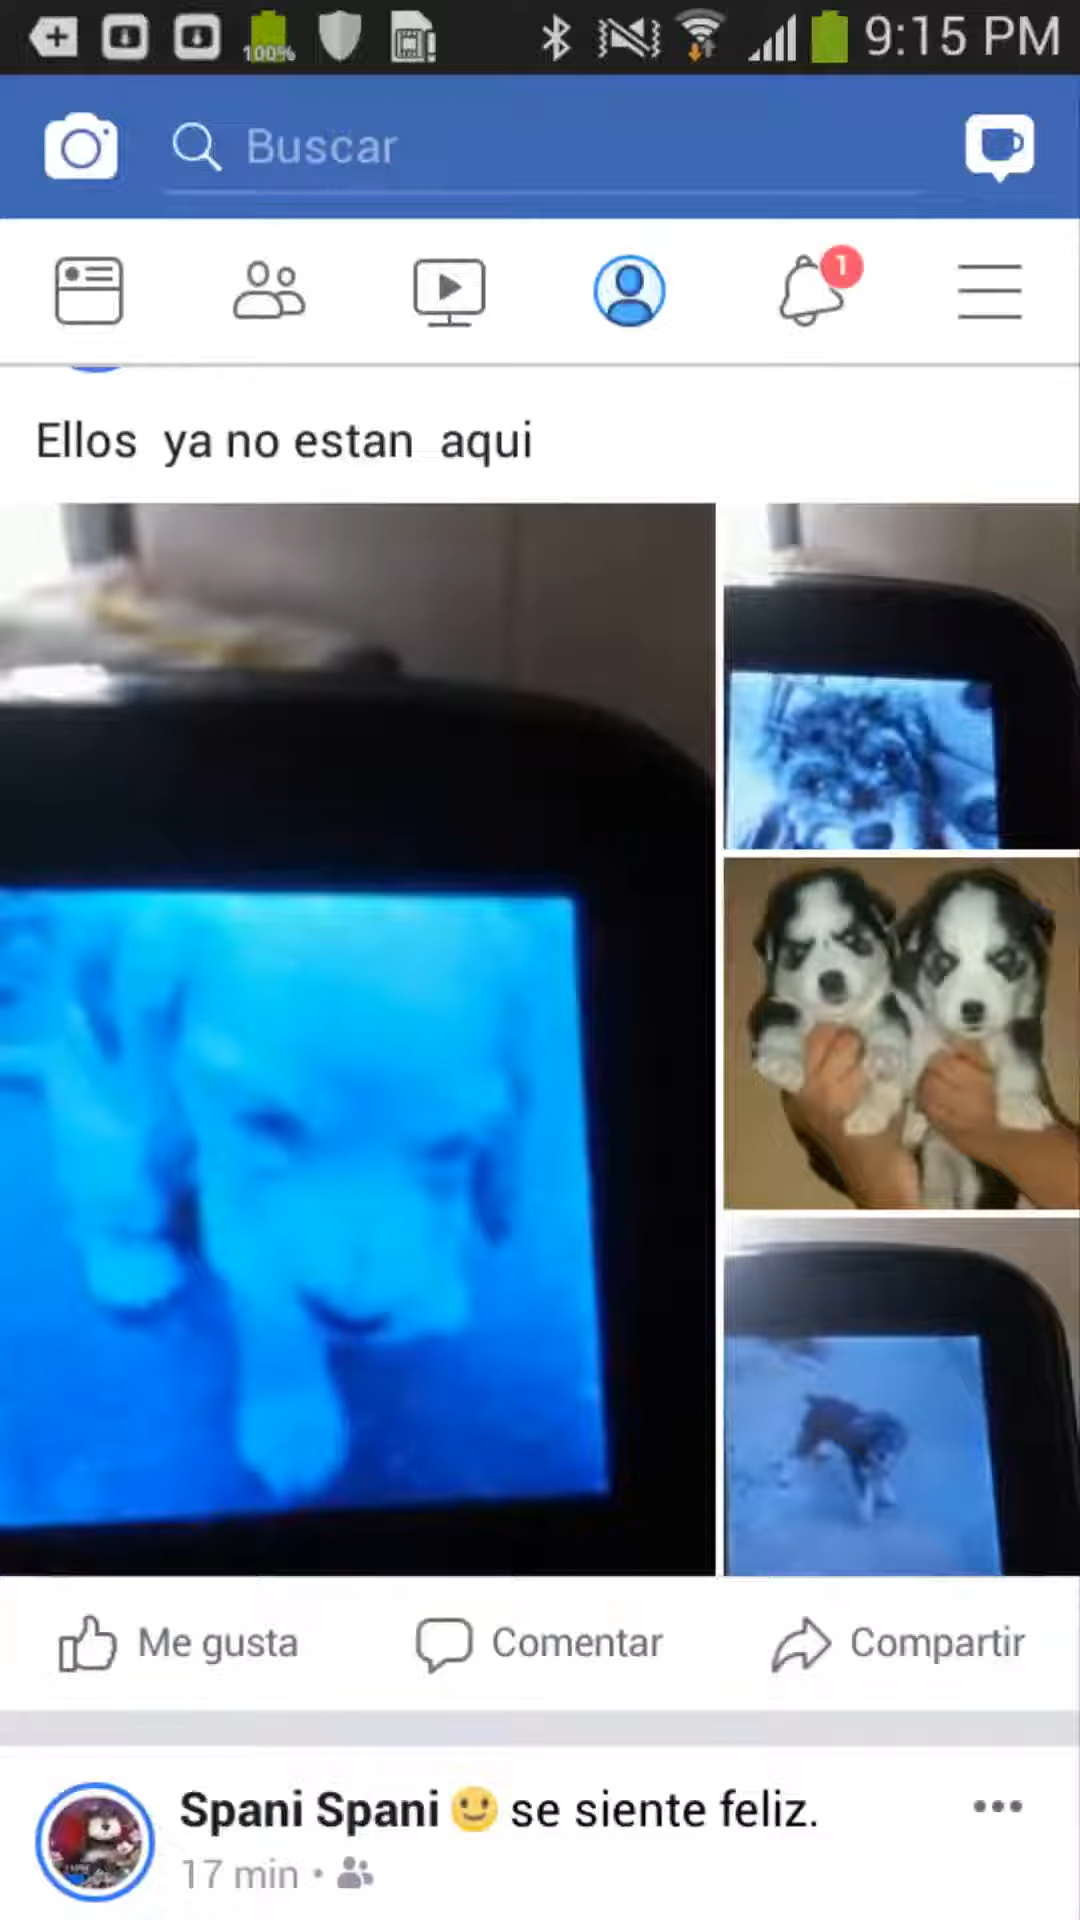 100%
9:15 PM
Buscar
1
Ellos ya no estan aqui
Me gusta
Comentar
Compartir
Spani Spani 🙂 se siente feliz.
17 min